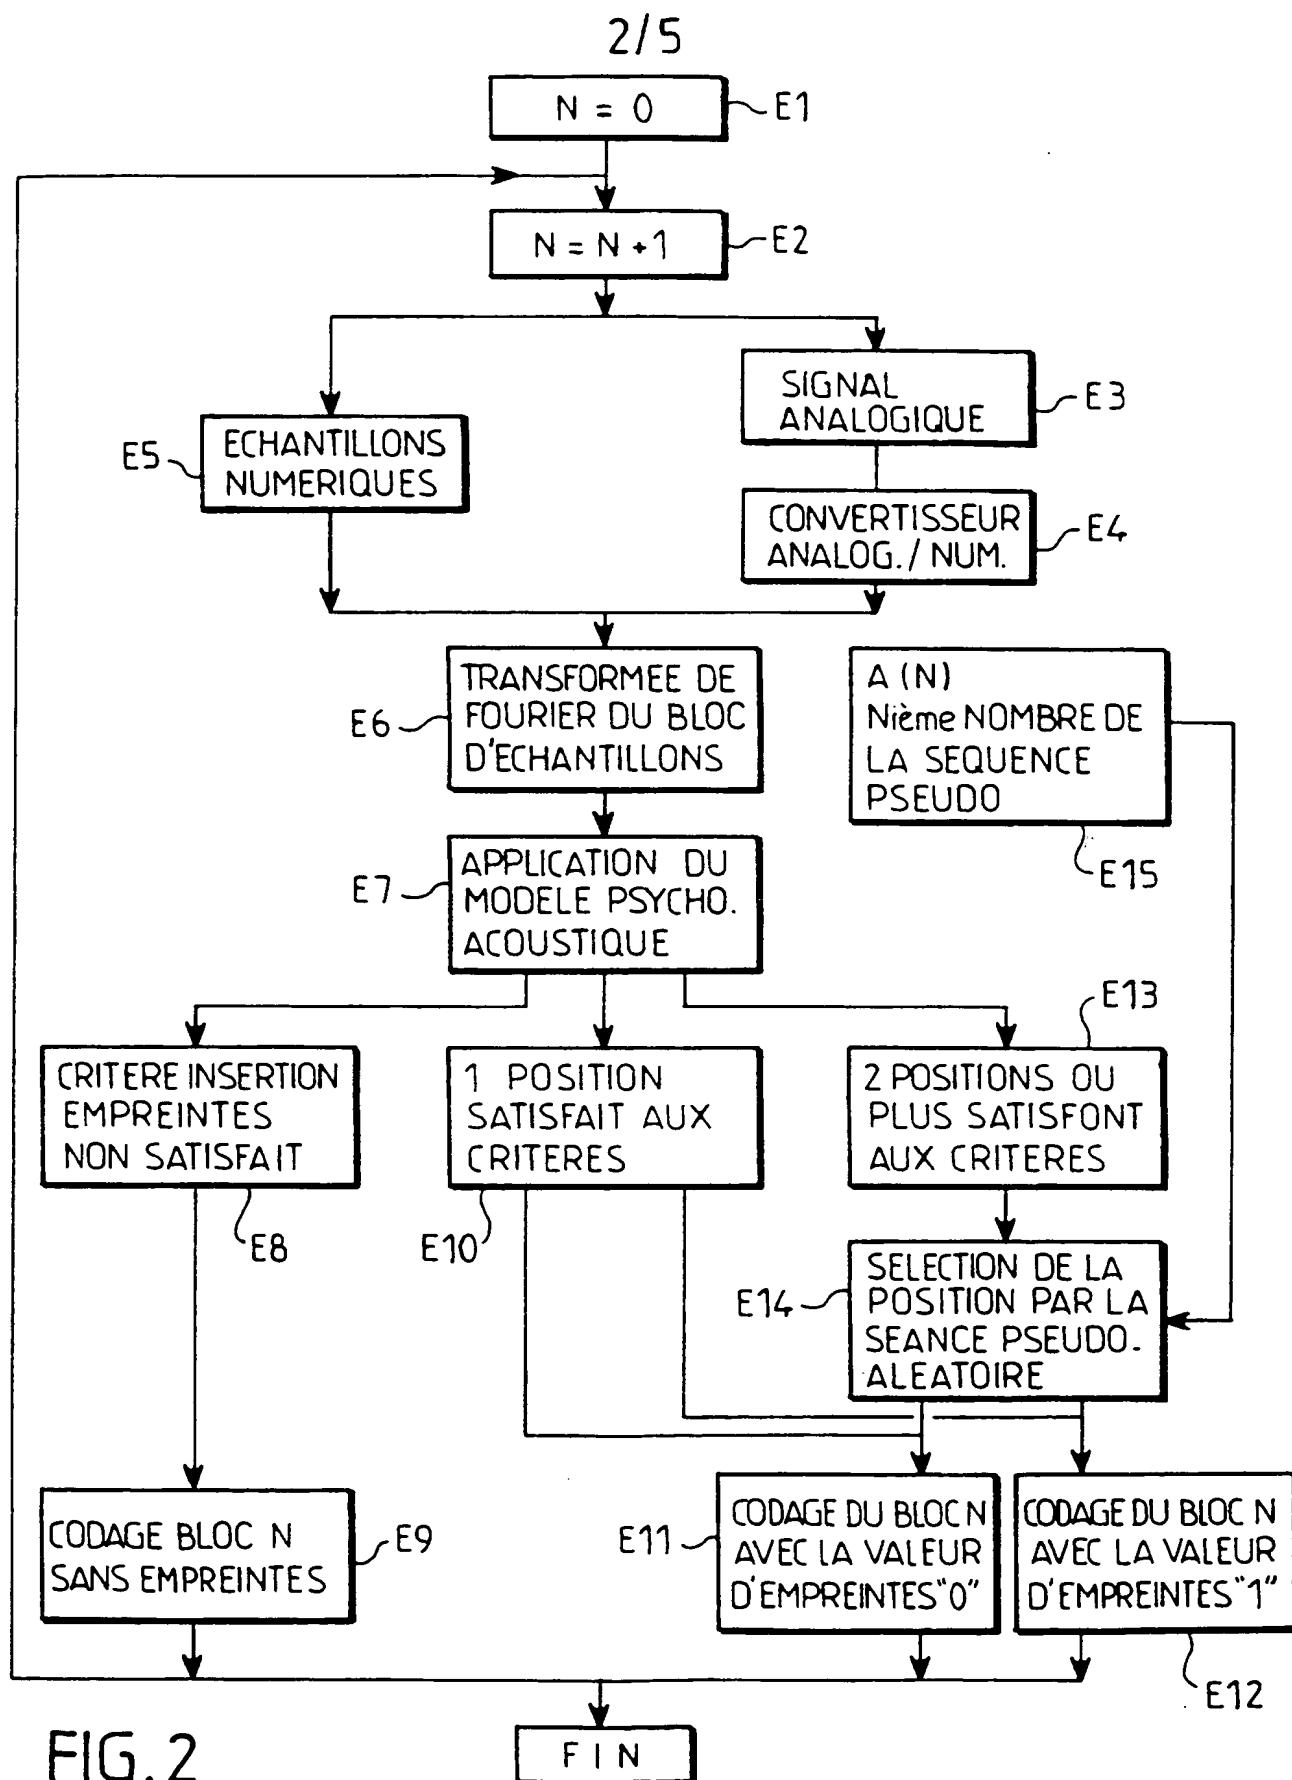 2/5
N = 0
E1
N = N + 1
E2
SIGNAL
ANALOGIQUE
E3
ECHANTILLONS
NUMERIQUES
E5
CONVERTISSEUR
ANALOG. / NUM.
E4
TRANSFORMEE DE
FOURIER DU BLOC
D'ECHANTILLONS
E6
A (N)
Nième NOMBRE DE
LA SEQUENCE
PSEUDO
E15
APPLICATION DU
MODELE PSYCHO.
ACOUSTIQUE
E7
E13
CRITERE INSERTION
EMPREINTES
NON SATISFAIT
E8
1 POSITION
SATISFAIT AUX
CRITERES
E10
2 POSITIONS OU
PLUS SATISFONT
AUX CRITERES
SELECTION DE LA
POSITION PAR LA
SEANCE PSEUDO.
ALEATOIRE
E14
CODAGE BLOC N
SANS EMPREINTES
E9
E11
CODAGE DU BLOC N
AVEC LA VALEUR
D'EMPREINTES "0"
CODAGE DU BLOC N
AVEC LA VALEUR
D'EMPREINTES "1"
E12
FIN
FIG. 2